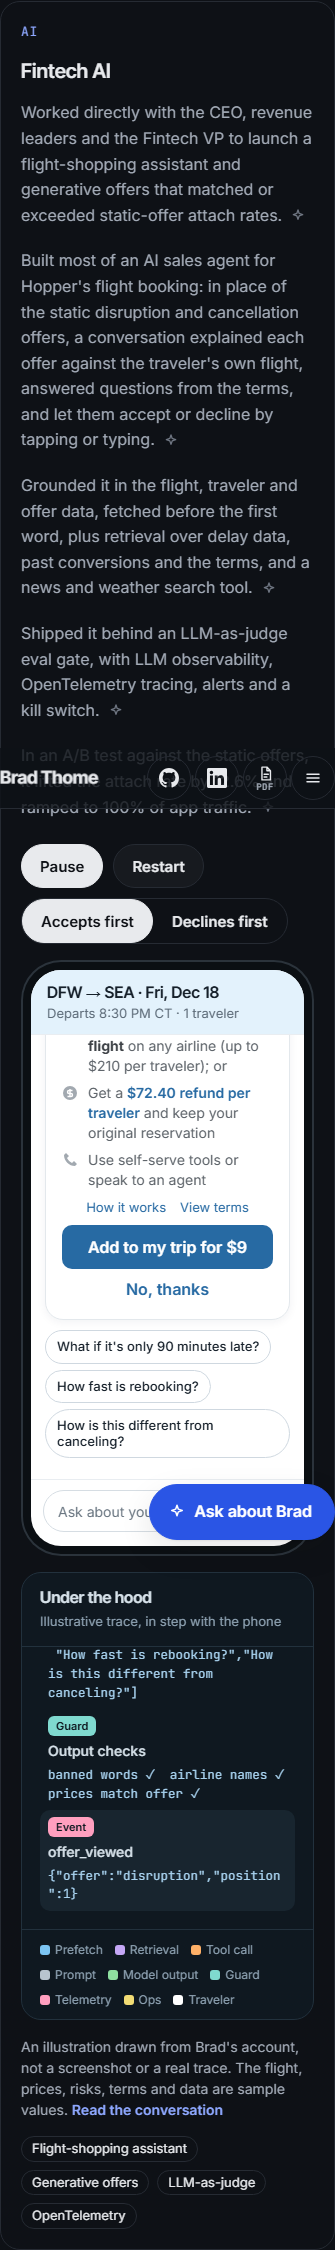 AI
Fintech AI
Worked directly with the CEO, revenue
leaders and the Fintech VP to launch a
flight-shopping assistant and
generative offers that matched or
exceeded static-offer attach rates.
Built most of an AI sales agent for
Hopper's flight booking: in place of
the static disruption and cancellation
offers, a conversation explained each
offer against the traveler's own flight,
answered questions from the terms,
and let them accept or decline by
tapping or typing.
Grounded it in the flight, traveler and
offer data, fetched before the first
word, plus retrieval over delay data,
past conversations and the terms, and a
news and weather search tool.
Shipped it behind an LLM-as-judge
eval gate, with LLM observability,
OpenTelemetry tracing, alerts and a
kill switch.
In an A/B test against the static offers,
Brad Thome
PDF
ramped to 100% of app traffic.
Pause
Restart
Accepts first
Declines first
DFW → SEA · Fri, Dec 18
Departs 8:30 PM CT · 1 traveler
flight on any airline (up to
$210 per traveler); or
Get a $72.40 refund per
traveler and keep your
original reservation
Use self-serve tools or
speak to an agent
How it works View terms
Add to my trip for $9
No, thanks
What if it's only 90 minutes late?
How fast is rebooking?
How is this different from
canceling?
Ask about you
Ask about Brad
Under the hood
Illustrative trace, in step with the phone
"How fast is rebooking?","How
is this different from
canceling?"]
Guard
Output checks
banned words ✓ airline names ✓
prices match offer ✓
Event
offer_viewed
{"offer":"disruption","position
":1}
Prefetch Retrieval Tool call
Prompt Model output Guard
Telemetry Ops Traveler
An illustration drawn from Brad's account,
not a screenshot or a real trace. The flight,
prices, risks, terms and data are sample
values. Read the conversation
Flight-shopping assistant
Generative offers LLM-as-judge
OpenTelemetry